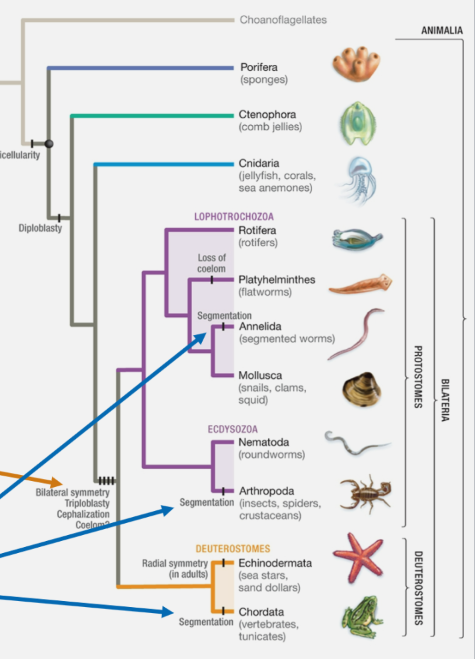 Choanoflagellates
ANIMALIA
Porifera
(sponges)
Ctenophora
(comb jellies)
icellularity
Cnidaria
(jellyfish, corals,
sea anemones)
Diploblasty
LOPHOTROCHOZOA
Rotifera
(rotifers)
Loss of
coelom
Platyhelminthes
(flatworms)
Segmentation
Annelida
(segmented worms)
Mollusca
(snails, clams,
squid)
PROTOSTOMES
BILATERIA
ECDYSOZOA
Nematoda
(roundworms)
Bilateral symmetry
Triploblasty
Cephalization
Coelom?
Arthropoda
(insects, spiders,
crustaceans)
Segmentation
DEUTEROSTOMES
Radial symmetry
(in adults)
Echinodermata
(sea stars,
sand dollars)
DEUTEROSTOMES
Chordata
(vertebrates,
tunicates)
Segmentation